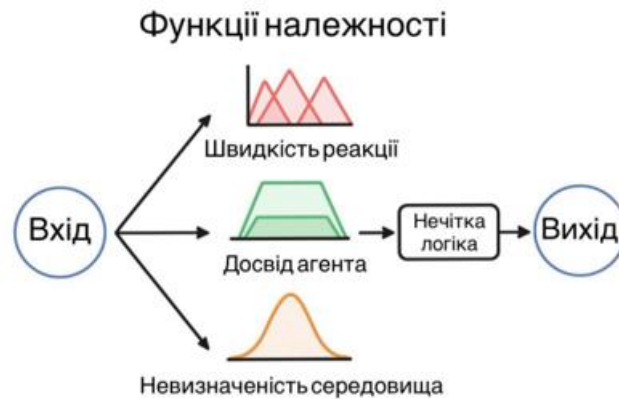 Функції належності
Швидкість реакції
Вхід
Досвід агента
Нечітка
логіка
Вихід
Невизначеність середовища